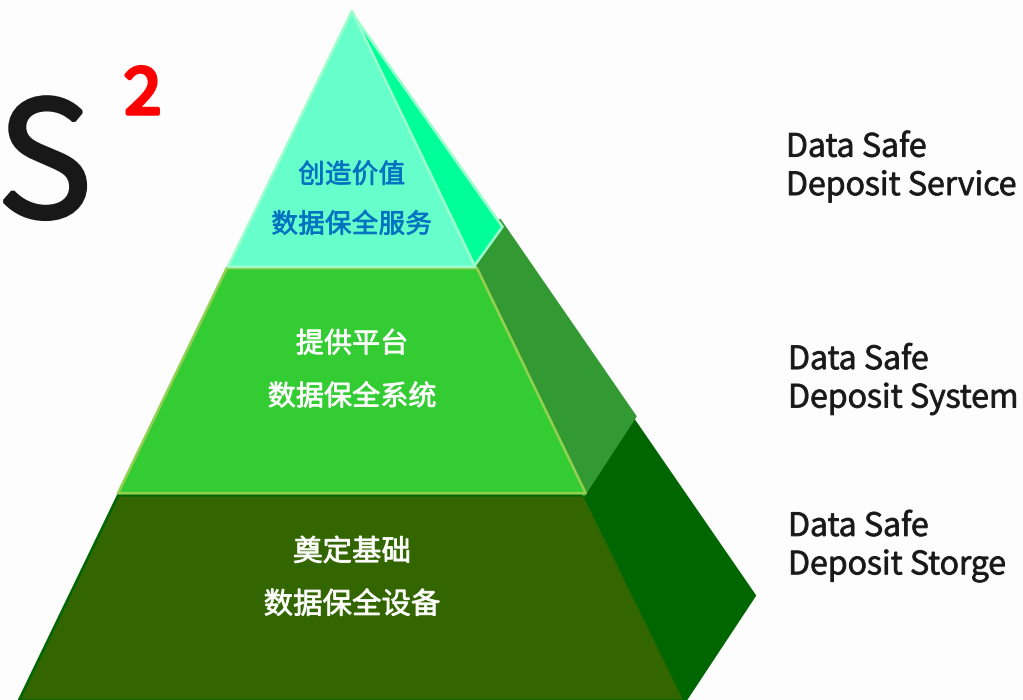 S²
创造价值
数据保全服务
Data Safe
Deposit Service
提供平台
数据保全系统
Data Safe
Deposit System
奠定基础
数据保全设备
Data Safe
Deposit Storge